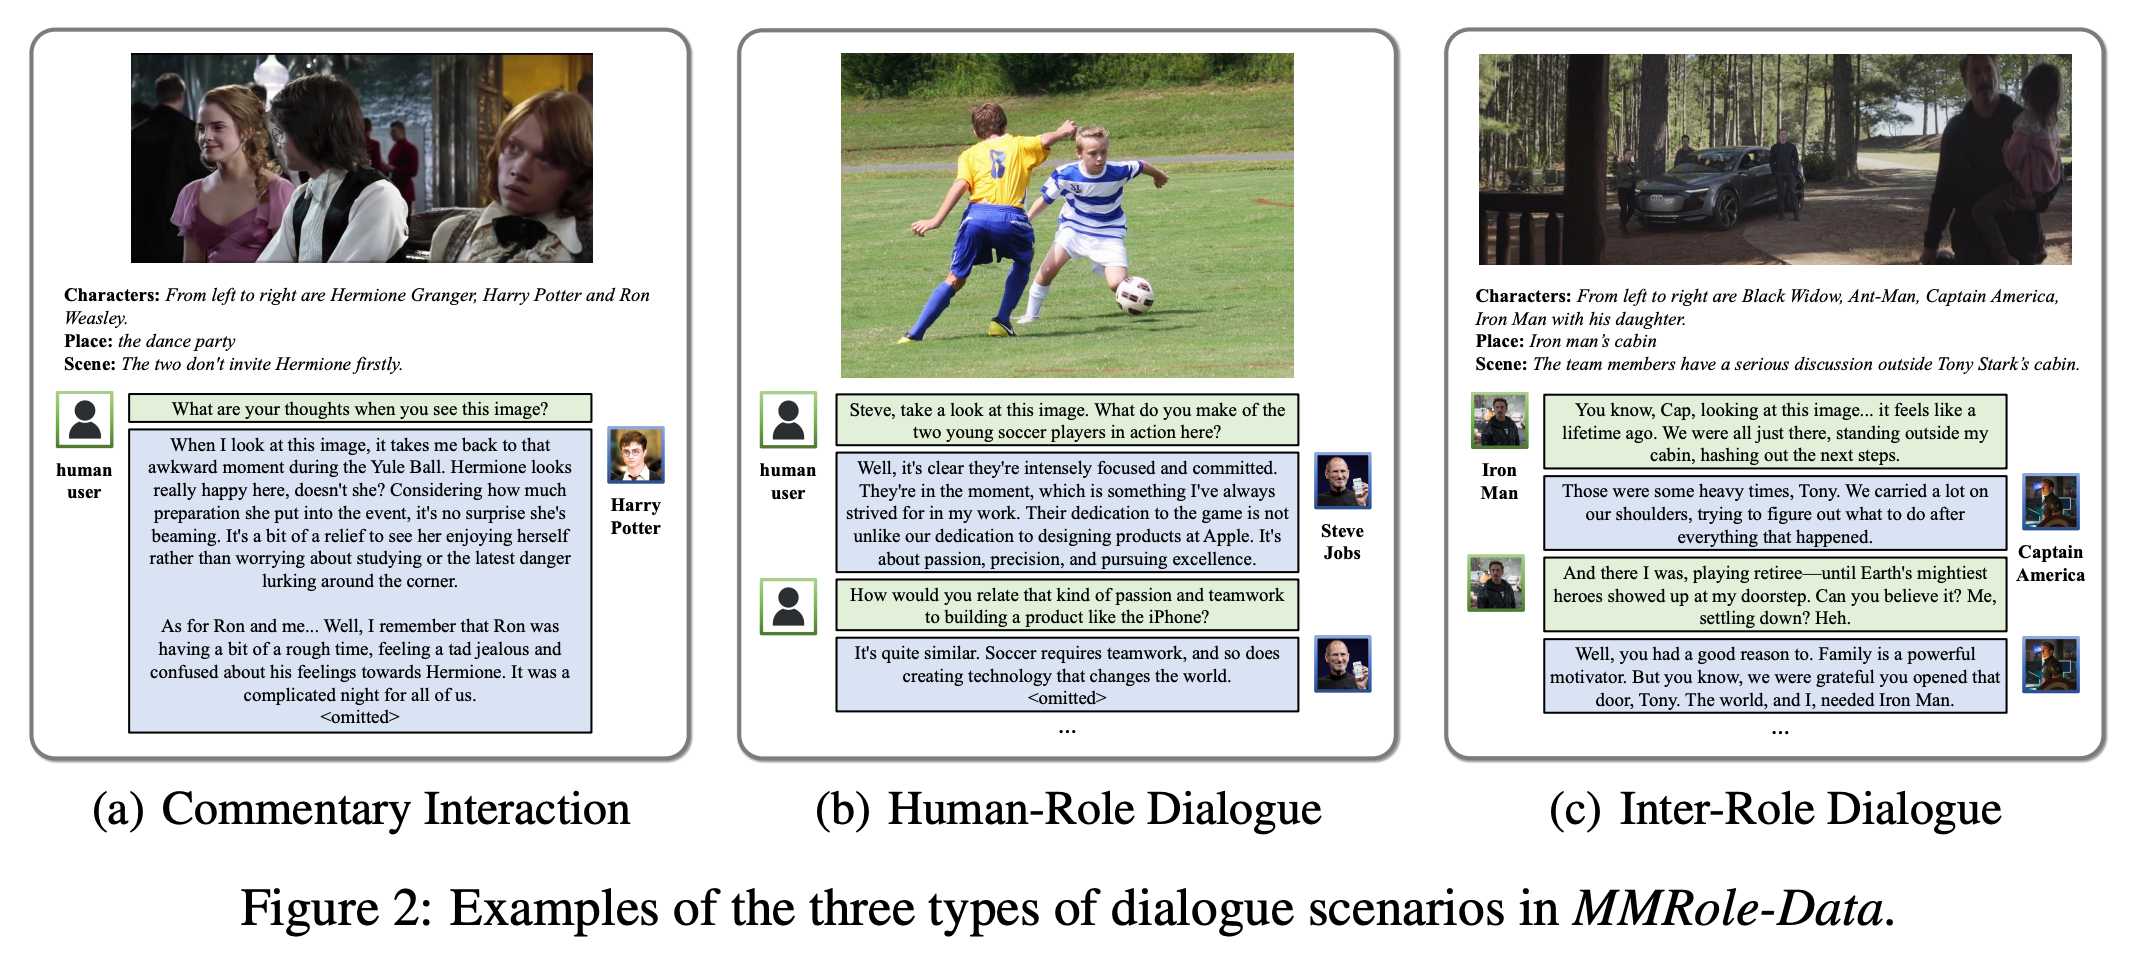 Characters: From left to right are Hermione Granger, Harry Potter and Ron
Weasley.
Place: the dance party
Scene: The two don't invite Hermione firstly.
human
user
What are your thoughts when you see this image?
When I look at this image, it takes me back to that
awkward moment during the Yule Ball. Hermione looks
really happy here, doesn't she? Considering how much
preparation she put into the event, it's no surprise she's
beaming. It's a bit of a relief to see her enjoying herself
rather than worrying about studying or the latest danger
lurking around the corner.
As for Ron and me... Well, I remember that Ron was
having a bit of a rough time, feeling a tad jealous and
confused about his feelings towards Hermione. It was a
complicated night for all of us.
<omitted>
Harry
Potter
(a) Commentary Interaction
8
human
user
Steve, take a look at this image. What do you make of the
two young soccer players in action here?
Well, it's clear they're intensely focused and committed.
They're in the moment, which is something I've always
strived for in my work. Their dedication to the game is not
unlike our dedication to designing products at Apple. It's
about passion, precision, and pursuing excellence.
Steve
Jobs
How would you relate that kind of passion and teamwork
to building a product like the iPhone?
It's quite similar. Soccer requires teamwork, and so does
creating technology that changes the world.
<omitted>
...
(b) Human-Role Dialogue
Characters: From left to right are Black Widow, Ant-Man, Captain America,
Iron Man with his daughter.
Place: Iron man’s cabin
Scene: The team members have a serious discussion outside Tony Stark’s cabin.
Iron
Man
You know, Cap, looking at this image... it feels like a
lifetime ago. We were all just there, standing outside my
cabin, hashing out the next steps.
Those were some heavy times, Tony. We carried a lot on
our shoulders, trying to figure out what to do after
everything that happened.
Captain
America
And there I was, playing retiree—until Earth's mightiest
heroes showed up at my doorstep. Can you believe it? Me,
settling down? Heh.
Well, you had a good reason to. Family is a powerful
motivator. But you know, we were grateful you opened that
door, Tony. The world, and I, needed Iron Man.
...
(c) Inter-Role Dialogue
Figure 2: Examples of the three types of dialogue scenarios in MMRole-Data.